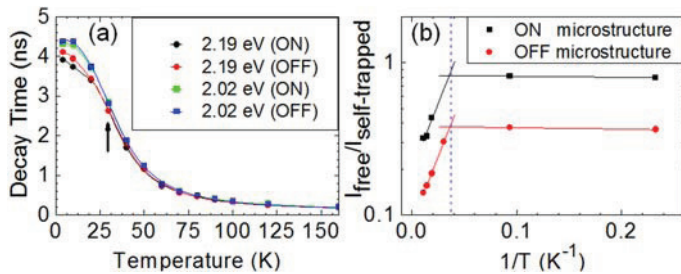 (a)
2.19 eV (ON)
2.19 eV (OFF)
2.02 eV (ON)
2.02 eV (OFF)
Decay Time (ns)
5
4
3
2
1
0
0 25 50 75 100 125 150
Temperature (K)
(b)
ON microstructure
OFF microstructure
I_free/I_self-trapped
1
0.1
0.0 0.1 0.2
1/T (K⁻¹)